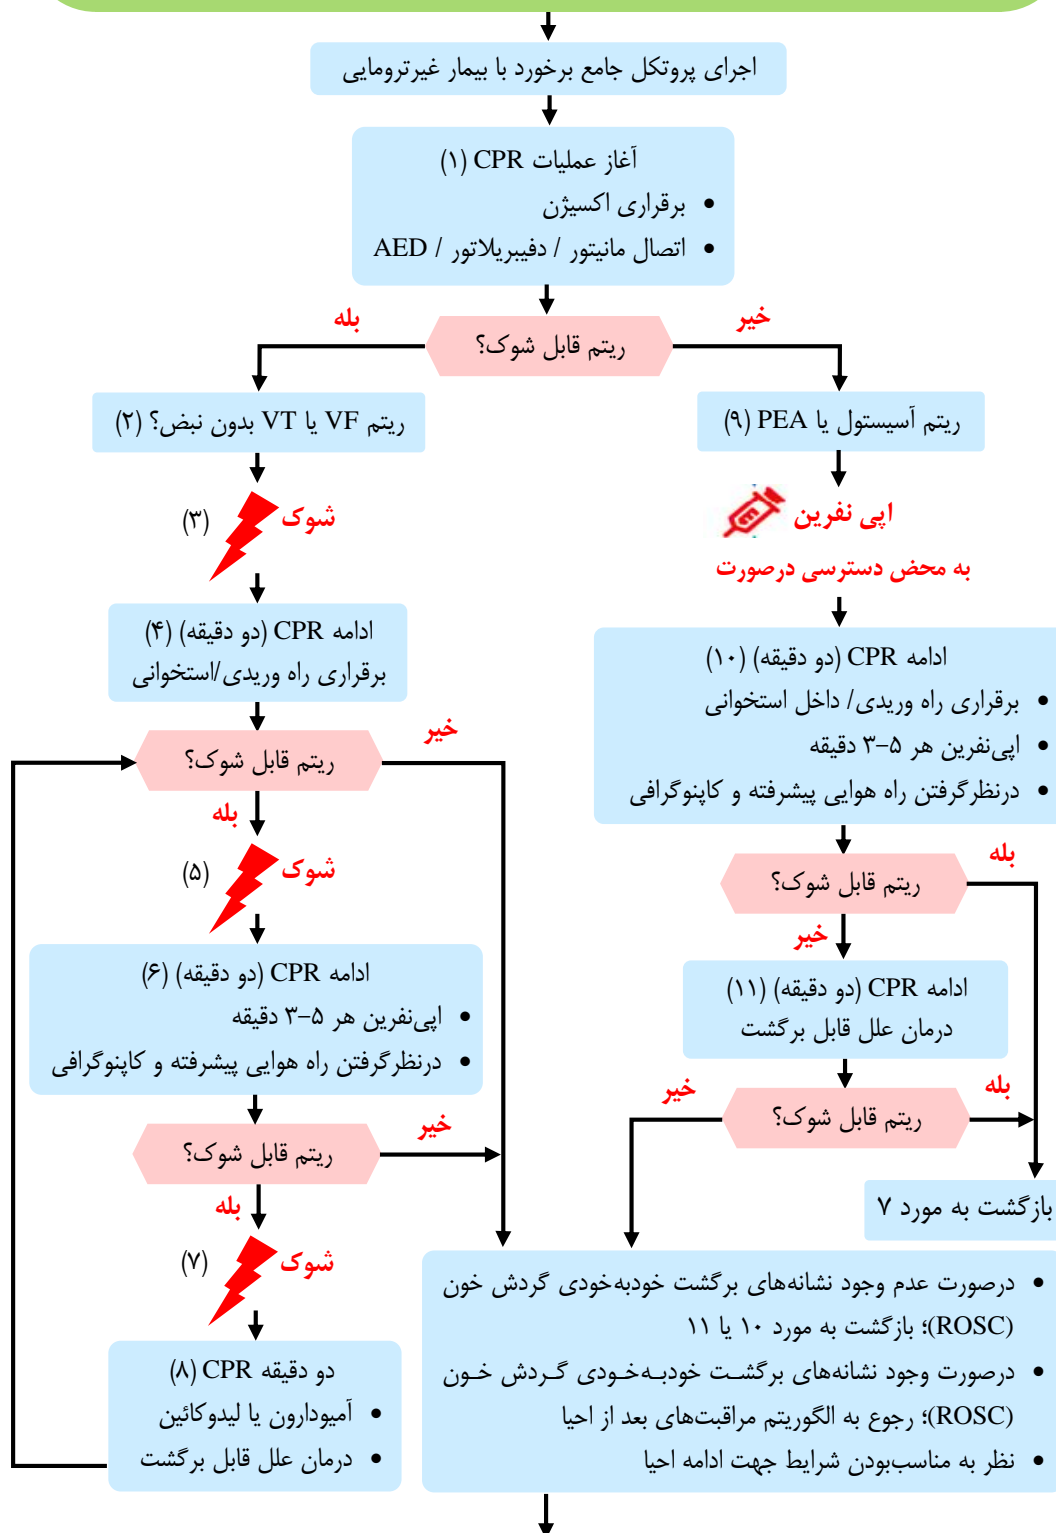 اجرای پروتکل جامع برخورد با بیمار غیرترومایی
آغاز عملیات CPR (۱)
• برقراری اکسیژن
• اتصال مانیتور / دفیبریلاتور / AED
ریتم قابل شوک؟
بله
خیر
ریتم VF یا VT بدون نبض؟ (۲)
شوک
(۳)
ادامه CPR (دو دقیقه) (۴)
برقراری راه وریدی/استخوانی
ریتم قابل شوک؟
خیر
بله
شوک
(۵)
ادامه CPR (دو دقیقه) (۶)
• اپی‌نفرین هر ۵–۳ دقیقه
• درنظرگرفتن راه هوایی پیشرفته و کاپنوگرافی
ریتم قابل شوک؟
خیر
بله
شوک
(۷)
دو دقیقه CPR (۸)
• آمیودارون یا لیدوکائین
• درمان علل قابل برگشت
ریتم آسیستول یا PEA (۹)
اپی نفرین
به محض دسترسی درصورت
ادامه CPR (دو دقیقه) (۱۰)
• برقراری راه وریدی/ داخل استخوانی
• اپی‌نفرین هر ۵–۳ دقیقه
• درنظرگرفتن راه هوایی پیشرفته و کاپنوگرافی
ریتم قابل شوک؟
بله
خیر
ادامه CPR (دو دقیقه) (۱۱)
درمان علل قابل برگشت
ریتم قابل شوک؟
بله
خیر
بازگشت به مورد ۷
• درصورت عدم وجود نشانه‌های برگشت خودبه‌خودی گردش خون
(ROSC)؛ بازگشت به مورد ۱۰ یا ۱۱
• درصورت وجود نشانه‌های برگشت خودبه‌خودی گردش خون
(ROSC)؛ رجوع به الگوریتم مراقبت‌های بعد از احیا
• نظر به مناسب‌بودن شرایط جهت ادامه احیا